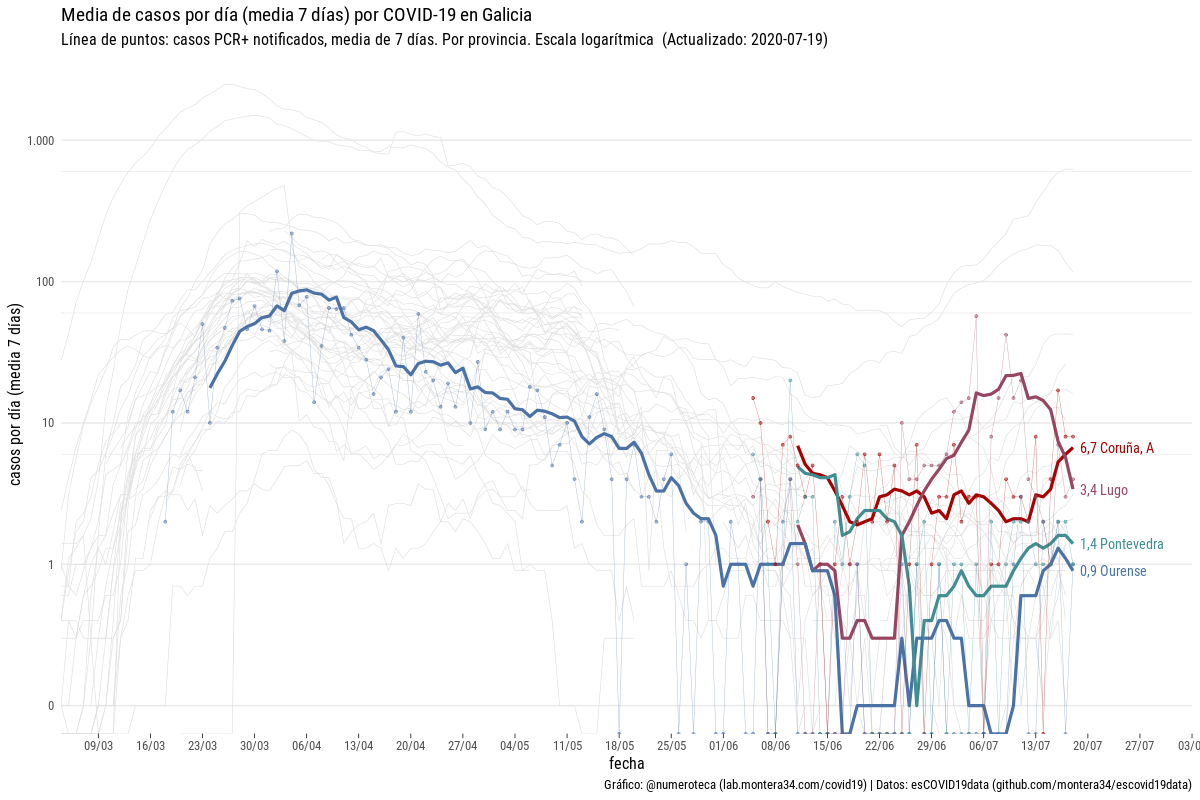 Media de casos por día (media 7 días) por COVID-19 en Galicia
Línea de puntos: casos PCR+ notificados, media de 7 días. Por provincia. Escala logarítmica (Actualizado: 2020-07-19)
casos por día (media 7 días)
1.000
100
10
1
0
6,7 Coruña, A
3,4 Lugo
1,4 Pontevedra
0,9 Ourense
09/03 16/03 23/03 30/03 06/04 13/04 20/04 27/04 04/05 11/05 18/05 25/05 01/06 08/06 15/06 22/06 29/06 06/07 13/07 20/07 27/07 03/0
fecha
Gráfico: @numeroteca (lab.montera34.com/covid19) | Datos: esCOVID19data (github.com/montera34/escovid19data)